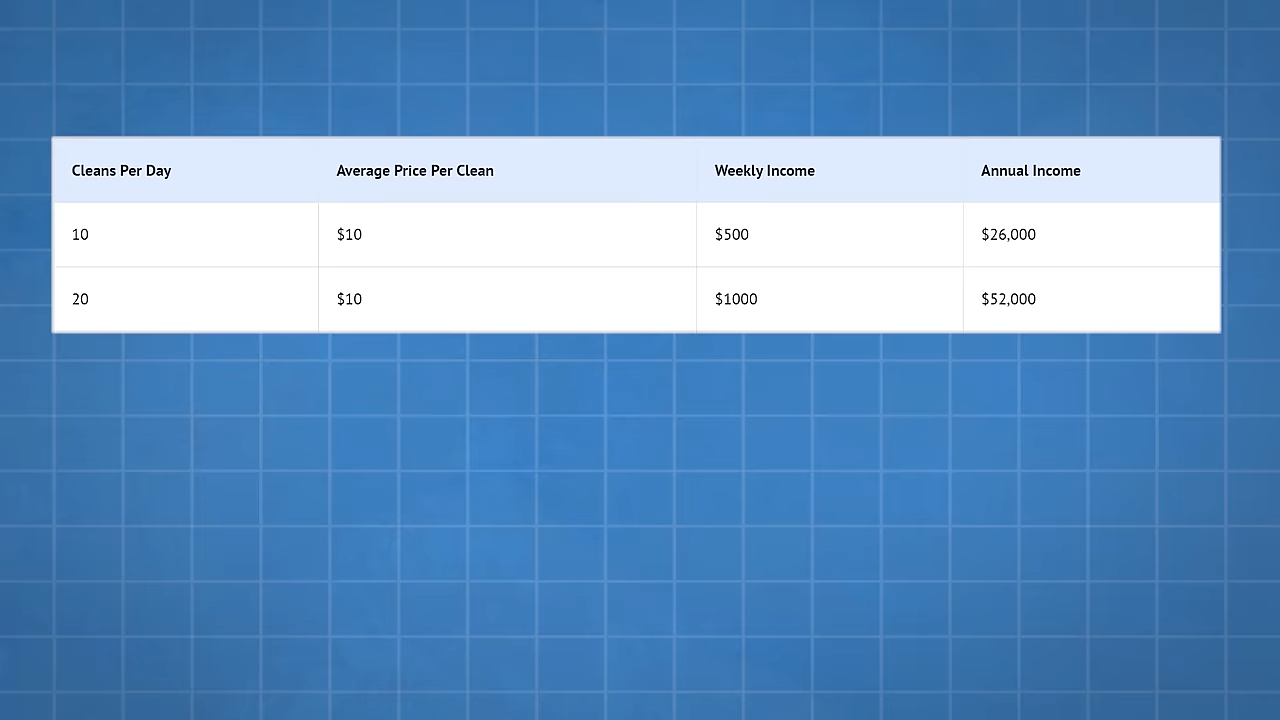 Cleans Per Day Average Price Per Clean Weekly Income Annual Income
10 $10 $500 $26,000
20 $10 $1000 $52,000